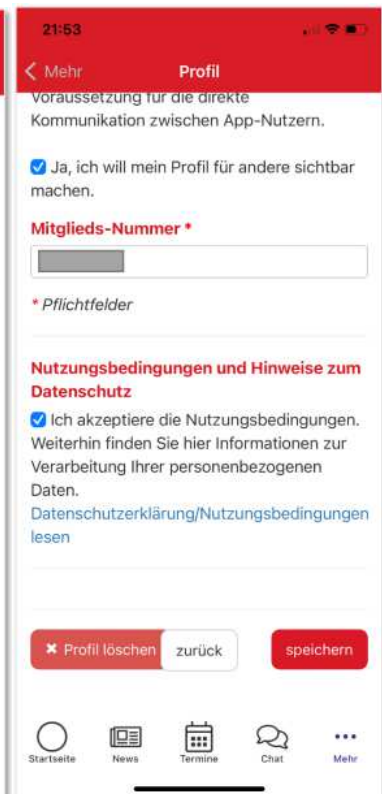 21:53
Mehr Profil
Voraussetzung für die direkte
Kommunikation zwischen App-Nutzern.
Ja, ich will mein Profil für andere sichtbar
machen.
Mitglieds-Nummer *
* Pflichtfelder
Nutzungsbedingungen und Hinweise zum
Datenschutz
Ich akzeptiere die Nutzungsbedingungen.
Weiterhin finden Sie hier Informationen zur
Verarbeitung Ihrer personenbezogenen
Daten.
Datenschutzerklärung/Nutzungsbedingungen
lesen
Profil löschen zurück speichern
Startseite News Termine Chat Mehr